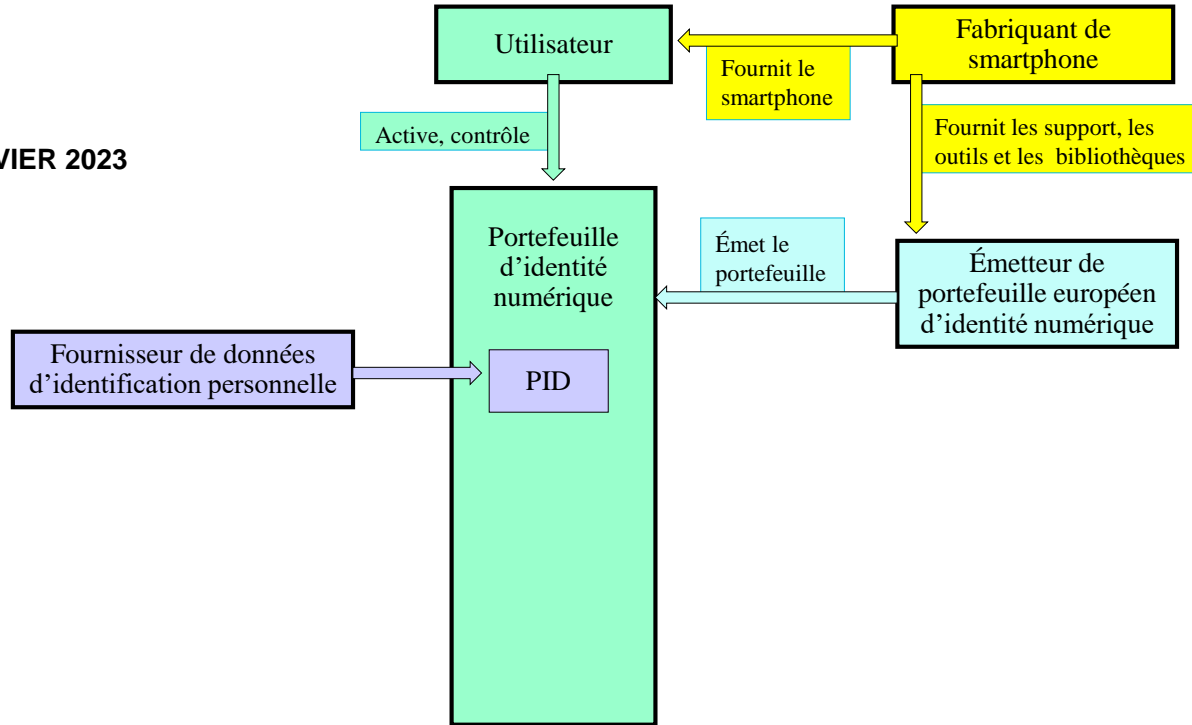 Utilisateur
Fabriquant de
smartphone
Fournit le
smartphone
Active, contrôle
Fournit les support, les
outils et les bibliothèques
VIER 2023
Portefeuille
d’identité
numérique
Émet le
portefeuille
Émetteur de
portefeuille européen
d’identité numérique
Fournisseur de données
d’identification personnelle
PID